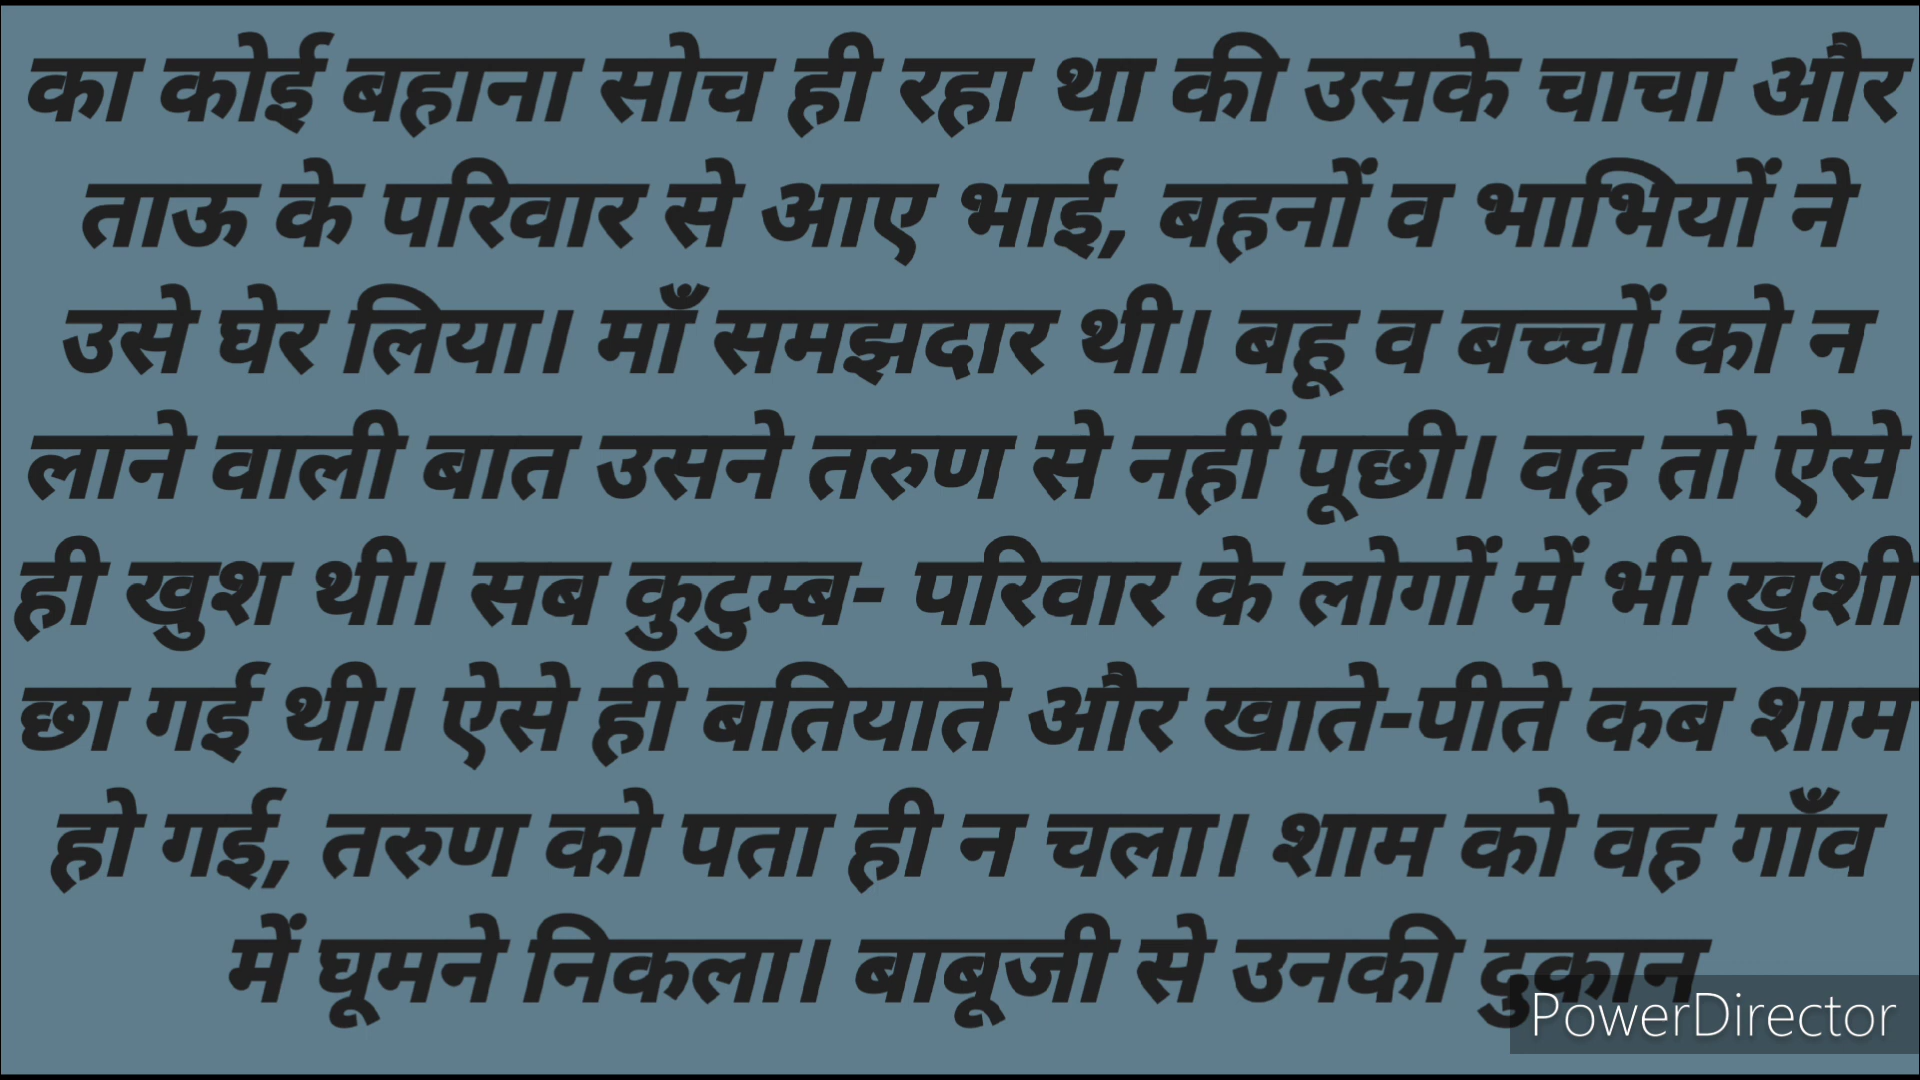 का कोई बहाना सोच ही रहा था की उसके चाचा और
ताऊ के परिवार से आए भाई, बहनों व भाभियों ने
उसे घेर लिया। माँ समझदार थी। बहू व बच्चों को न
लाने वाली बात उसने तरुण से नहीं पूछी। वह तो ऐसे
ही खुश थी। सब कुटुम्ब- परिवार के लोगों में भी खुशी
छा गई थी। ऐसे ही बतियाते और खाते-पीते कब शाम
हो गई, तरुण को पता ही न चला। शाम को वह गाँव
में घूमने निकला। बाबूजी से उनकी दुकान
PowerDirector